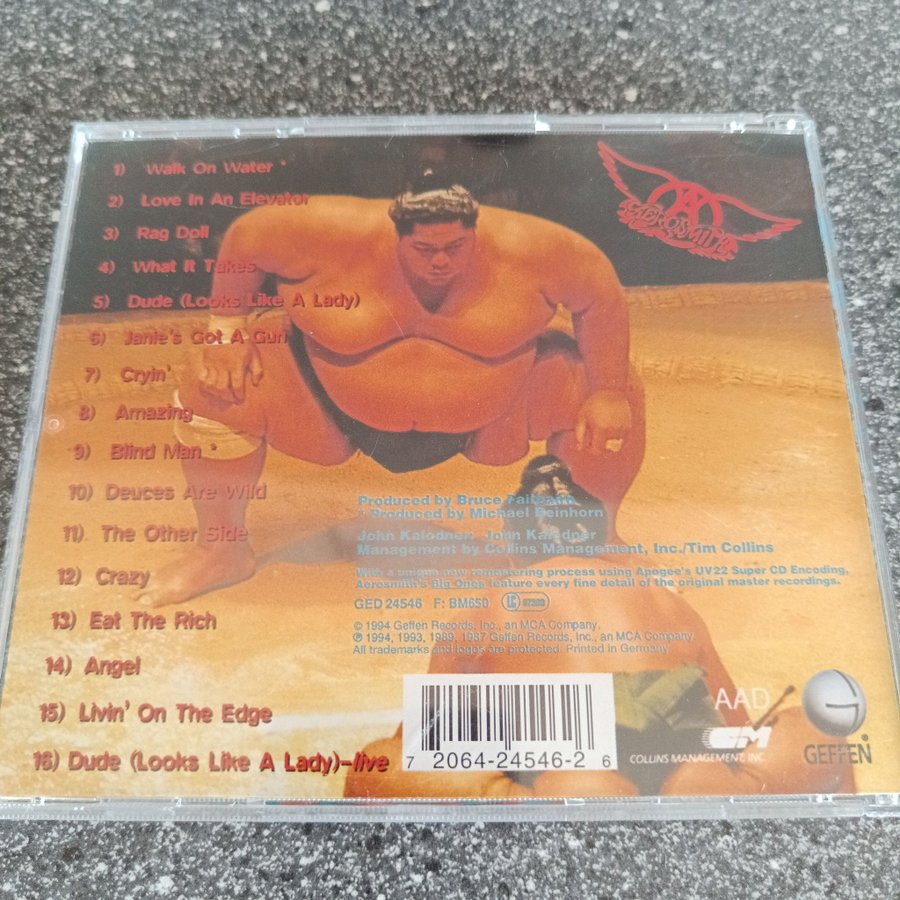 1) Walk On Water *
2) Love In An Elevator
3) Rag Doll
4) What It Takes
5) Dude (Looks Like A Lady)
6) Janie's Got A Gun
7) Cryin'
8) Amazing
9) Blind Man *
10) Deuces Are Wild
11) The Other Side
12) Crazy
13) Eat The Rich
14) Angel
15) Livin' On The Edge
16) Dude (Looks Like A Lady)–live
AEROSMITH
Produced by Bruce Fairbairn
* Produced by Michael Beinhorn
John Kalodner: John Kalodner
Management by Collins Management, Inc./Tim Collins
With a unique new remastering process using Apogee's UV22 Super CD Encoding,
Aerosmith's Big Ones feature every fine detail of the original master recordings.
GED 24546 F: BM650 LC 07266
© 1994 Geffen Records, Inc., an MCA Company.
℗ 1994, 1993, 1989, 1987 Geffen Records, Inc., an MCA Company.
All trademarks and logos are protected. Printed in Germany
7 2064-24546-2 6
AAD
CM
COLLINS MANAGEMENT, INC.
G
GEFFEN®